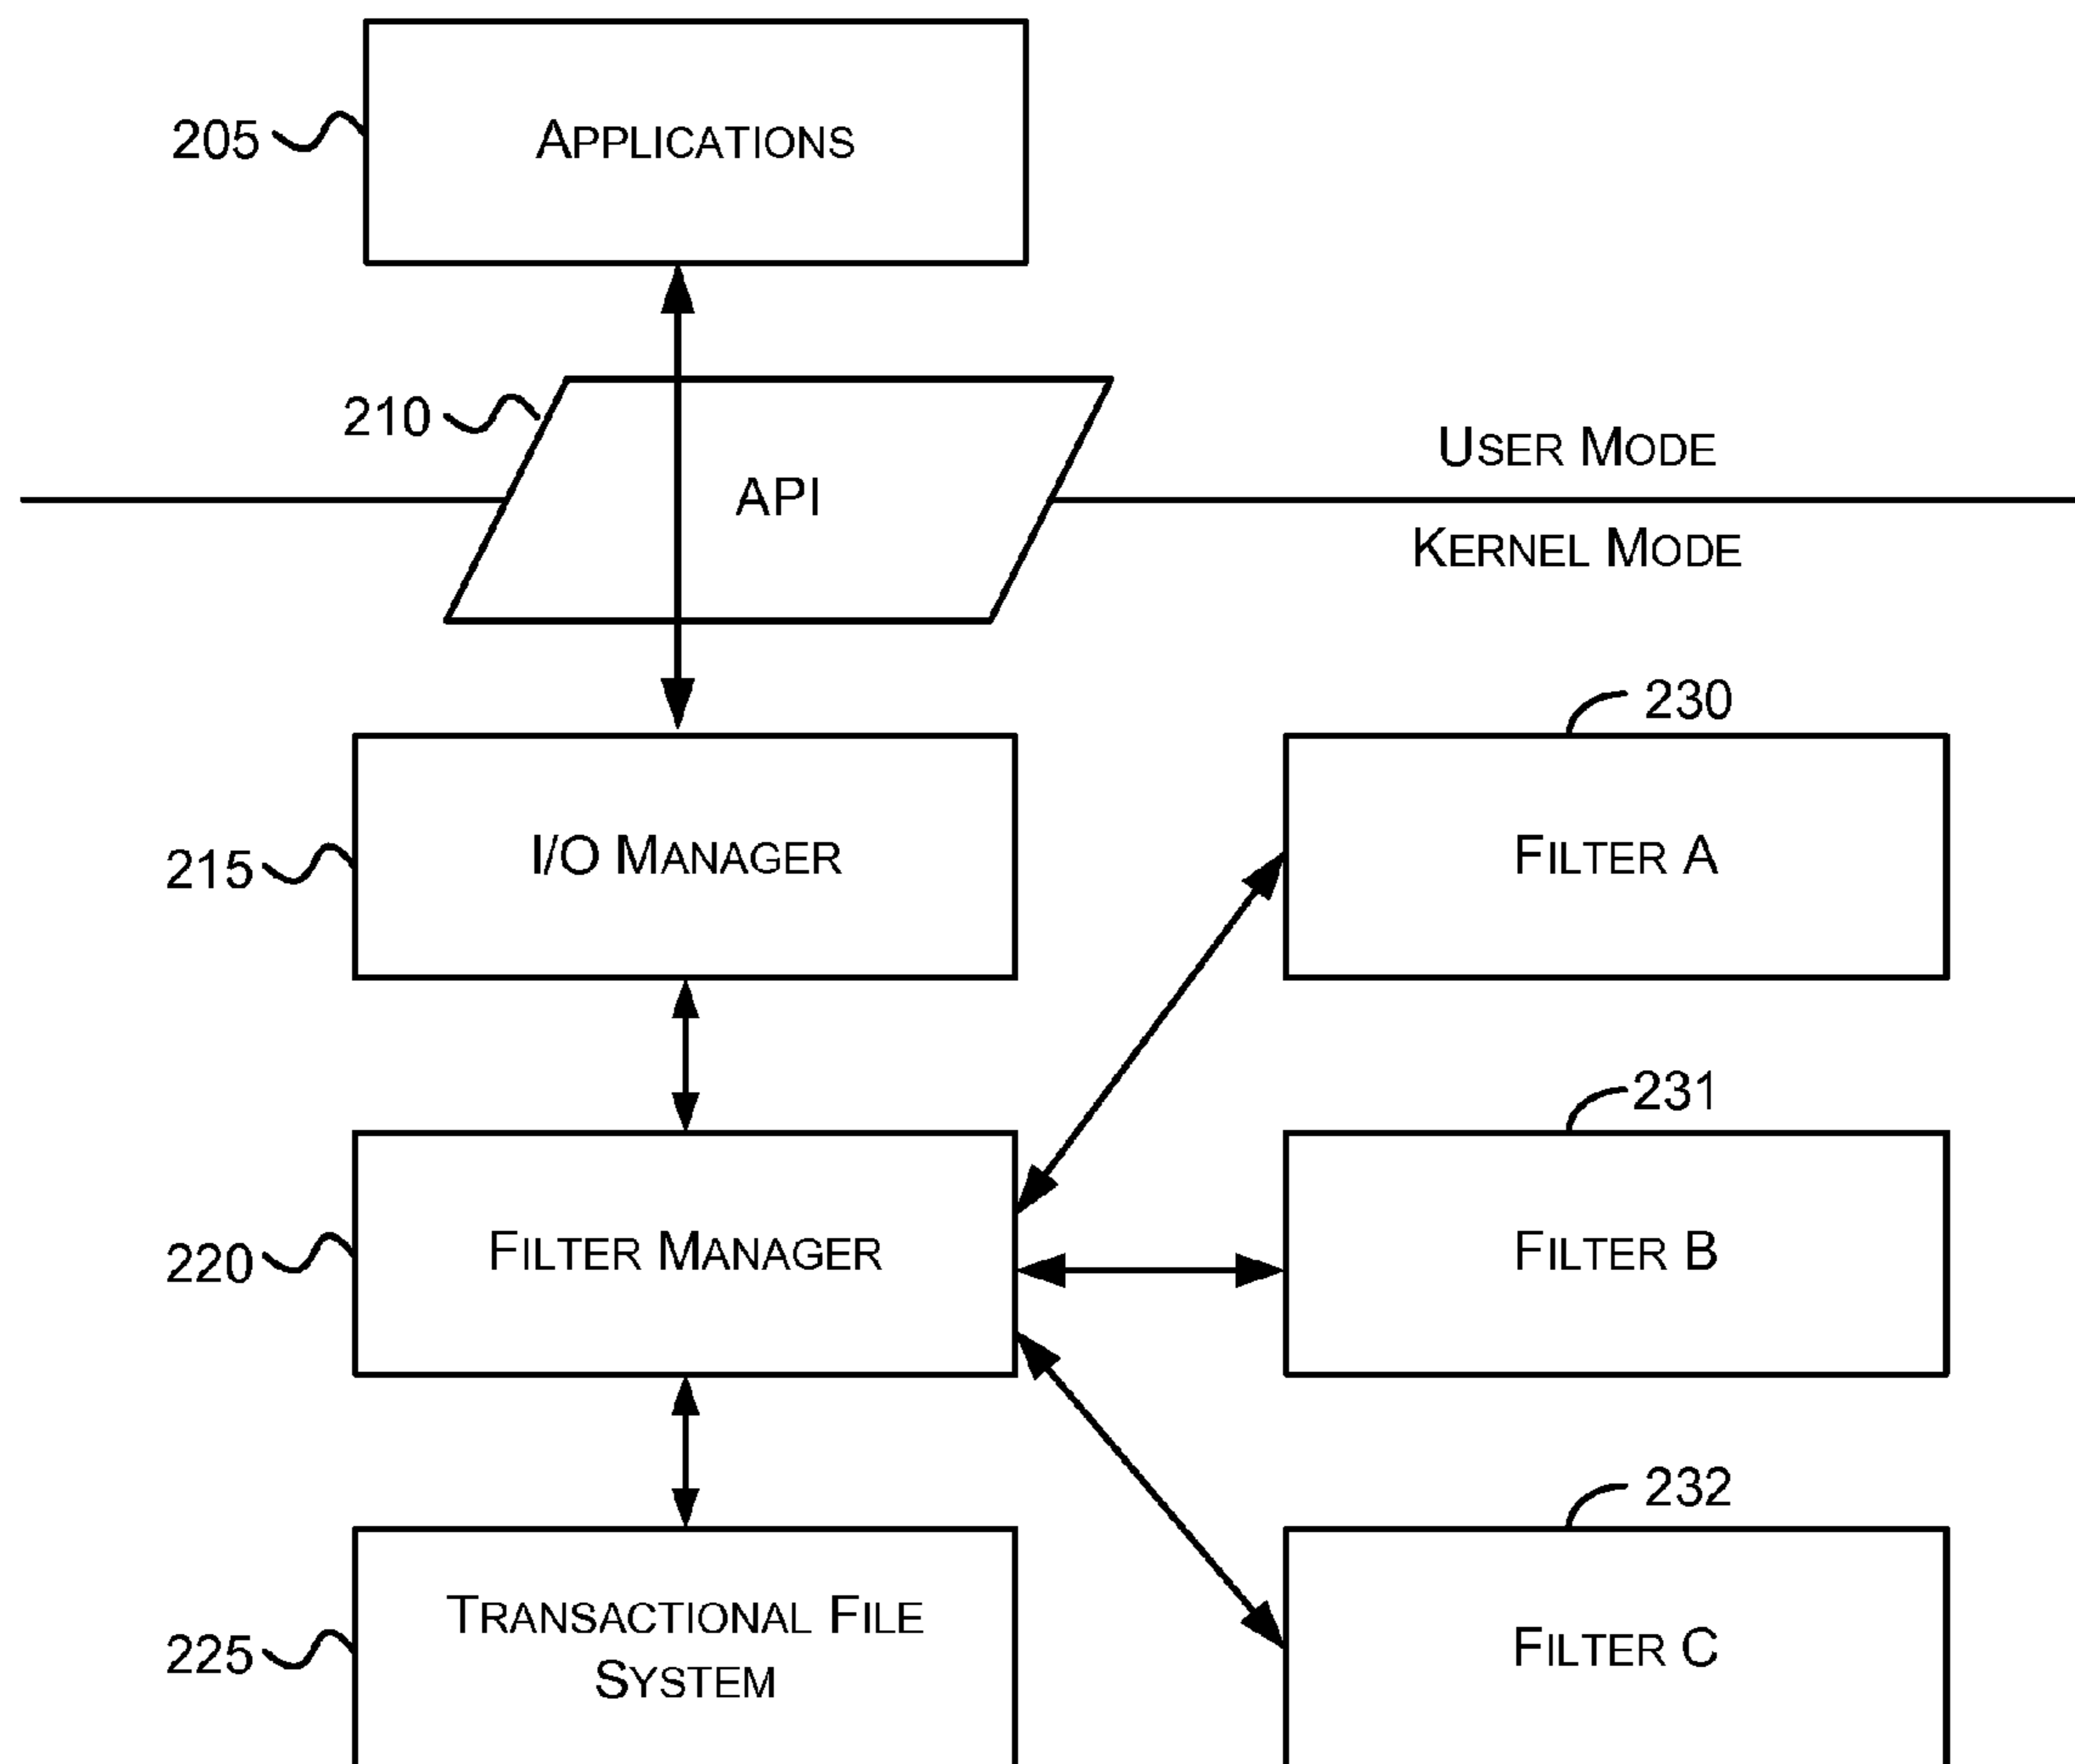 205
APPLICATIONS
210
API
USER MODE
KERNEL MODE
230
215
I/O MANAGER
FILTER A
231
220
FILTER MANAGER
FILTER B
232
225
TRANSACTIONAL FILE
SYSTEM
FILTER C